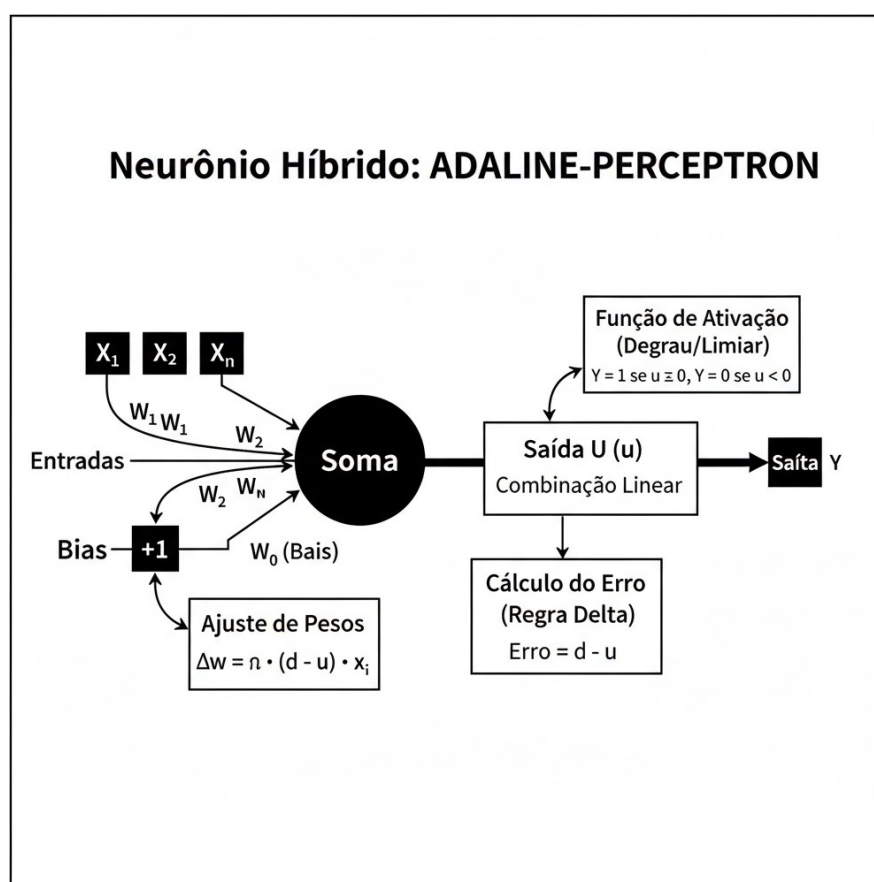 Neurônio Híbrido: ADALINE-PERCEPTRON
X₁ X₂ Xₙ
W₁ W₁
W₂
Entradas
Soma
W₂ W_N
Bias
+1
W₀ (Bais)
Ajuste de Pesos
Δw = n • (d - u) • xᵢ
Função de Ativação
(Degrau/Limiar)
Y = 1 se u ≥ 0, Y = 0 se u < 0
Saída U (u)
Combinação Linear
Saíta Y
Cálculo do Erro
(Regra Delta)
Erro = d - u